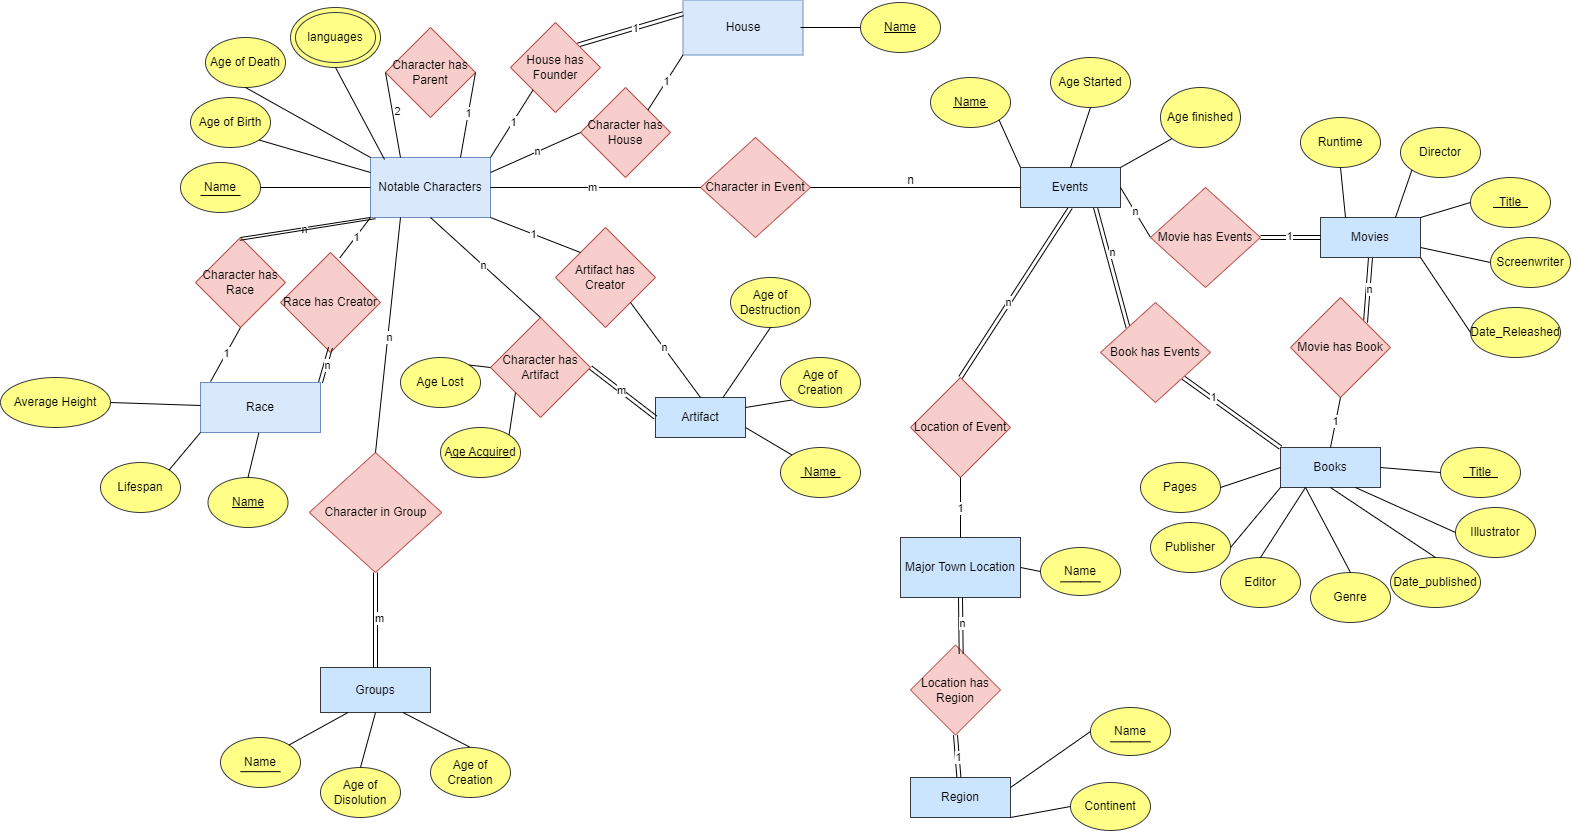 House
1
Name
languages
Age of Death
Character has
Parent
2
1
House has
Founder
1
Character has
House
1
n
Age of Birth
Name
Notable Characters
m
Character in Event
n
Name
Age Started
Age finished
Events
n
Movie has Events
1
Movies
Runtime
Director
Title
Screenwriter
Date_Releashed
n
Movie has Book
1
n
Character has
Race
1
1
Race has Creator
n
n
n
1
Artifact has
Creator
n
Age of
Destruction
Age of
Creation
Name
Artifact
m
Character has
Artifact
Age Lost
Age Acquired
Average Height
Race
Lifespan
Name
n
Book has Events
1
n
Location of Event
1
Books
Title
Pages
Illustrator
Publisher
Editor
Genre
Date_published
Character in Group
m
Groups
Name
Age of
Disolution
Age of
Creation
Major Town Location
Name
n
Location has
Region
1
Region
Name
Continent